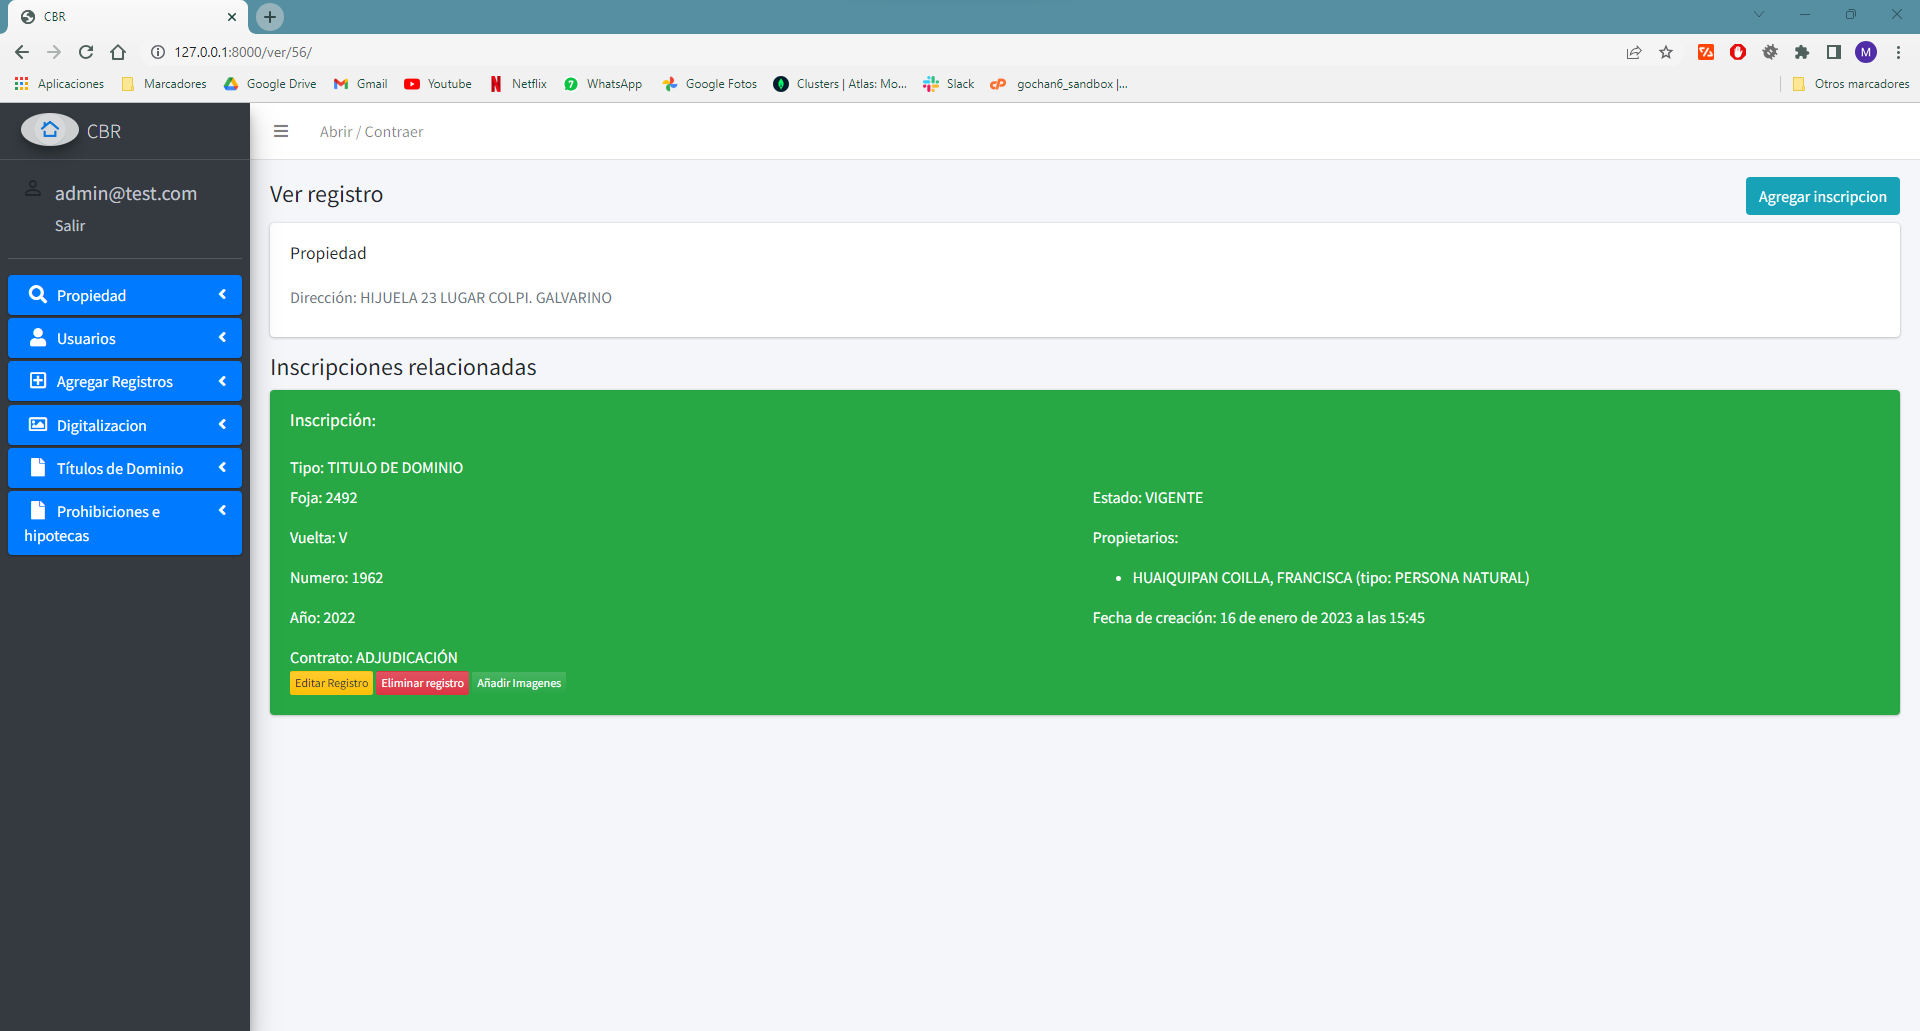 CBR
127.0.0.1:8000/ver/56/
M
Aplicaciones Marcadores Google Drive Gmail Youtube Netflix WhatsApp Google Fotos Clusters | Atlas: Mo... Slack gochan6_sandbox |... Otros marcadores
CBR
Abrir / Contraer
admin@test.com
Salir
Propiedad
Usuarios
Agregar Registros
Digitalizacion
Títulos de Dominio
Prohibiciones e
hipotecas
Ver registro
Agregar inscripcion
Propiedad
Dirección: HIJUELA 23 LUGAR COLPI. GALVARINO
Inscripciones relacionadas
Inscripción:
Tipo: TITULO DE DOMINIO
Foja: 2492
Vuelta: V
Numero: 1962
Año: 2022
Contrato: ADJUDICACIÓN
Estado: VIGENTE
Propietarios:
• HUAIQUIPAN COILLA, FRANCISCA (tipo: PERSONA NATURAL)
Fecha de creación: 16 de enero de 2023 a las 15:45
Editar Registro Eliminar registro Añadir Imagenes